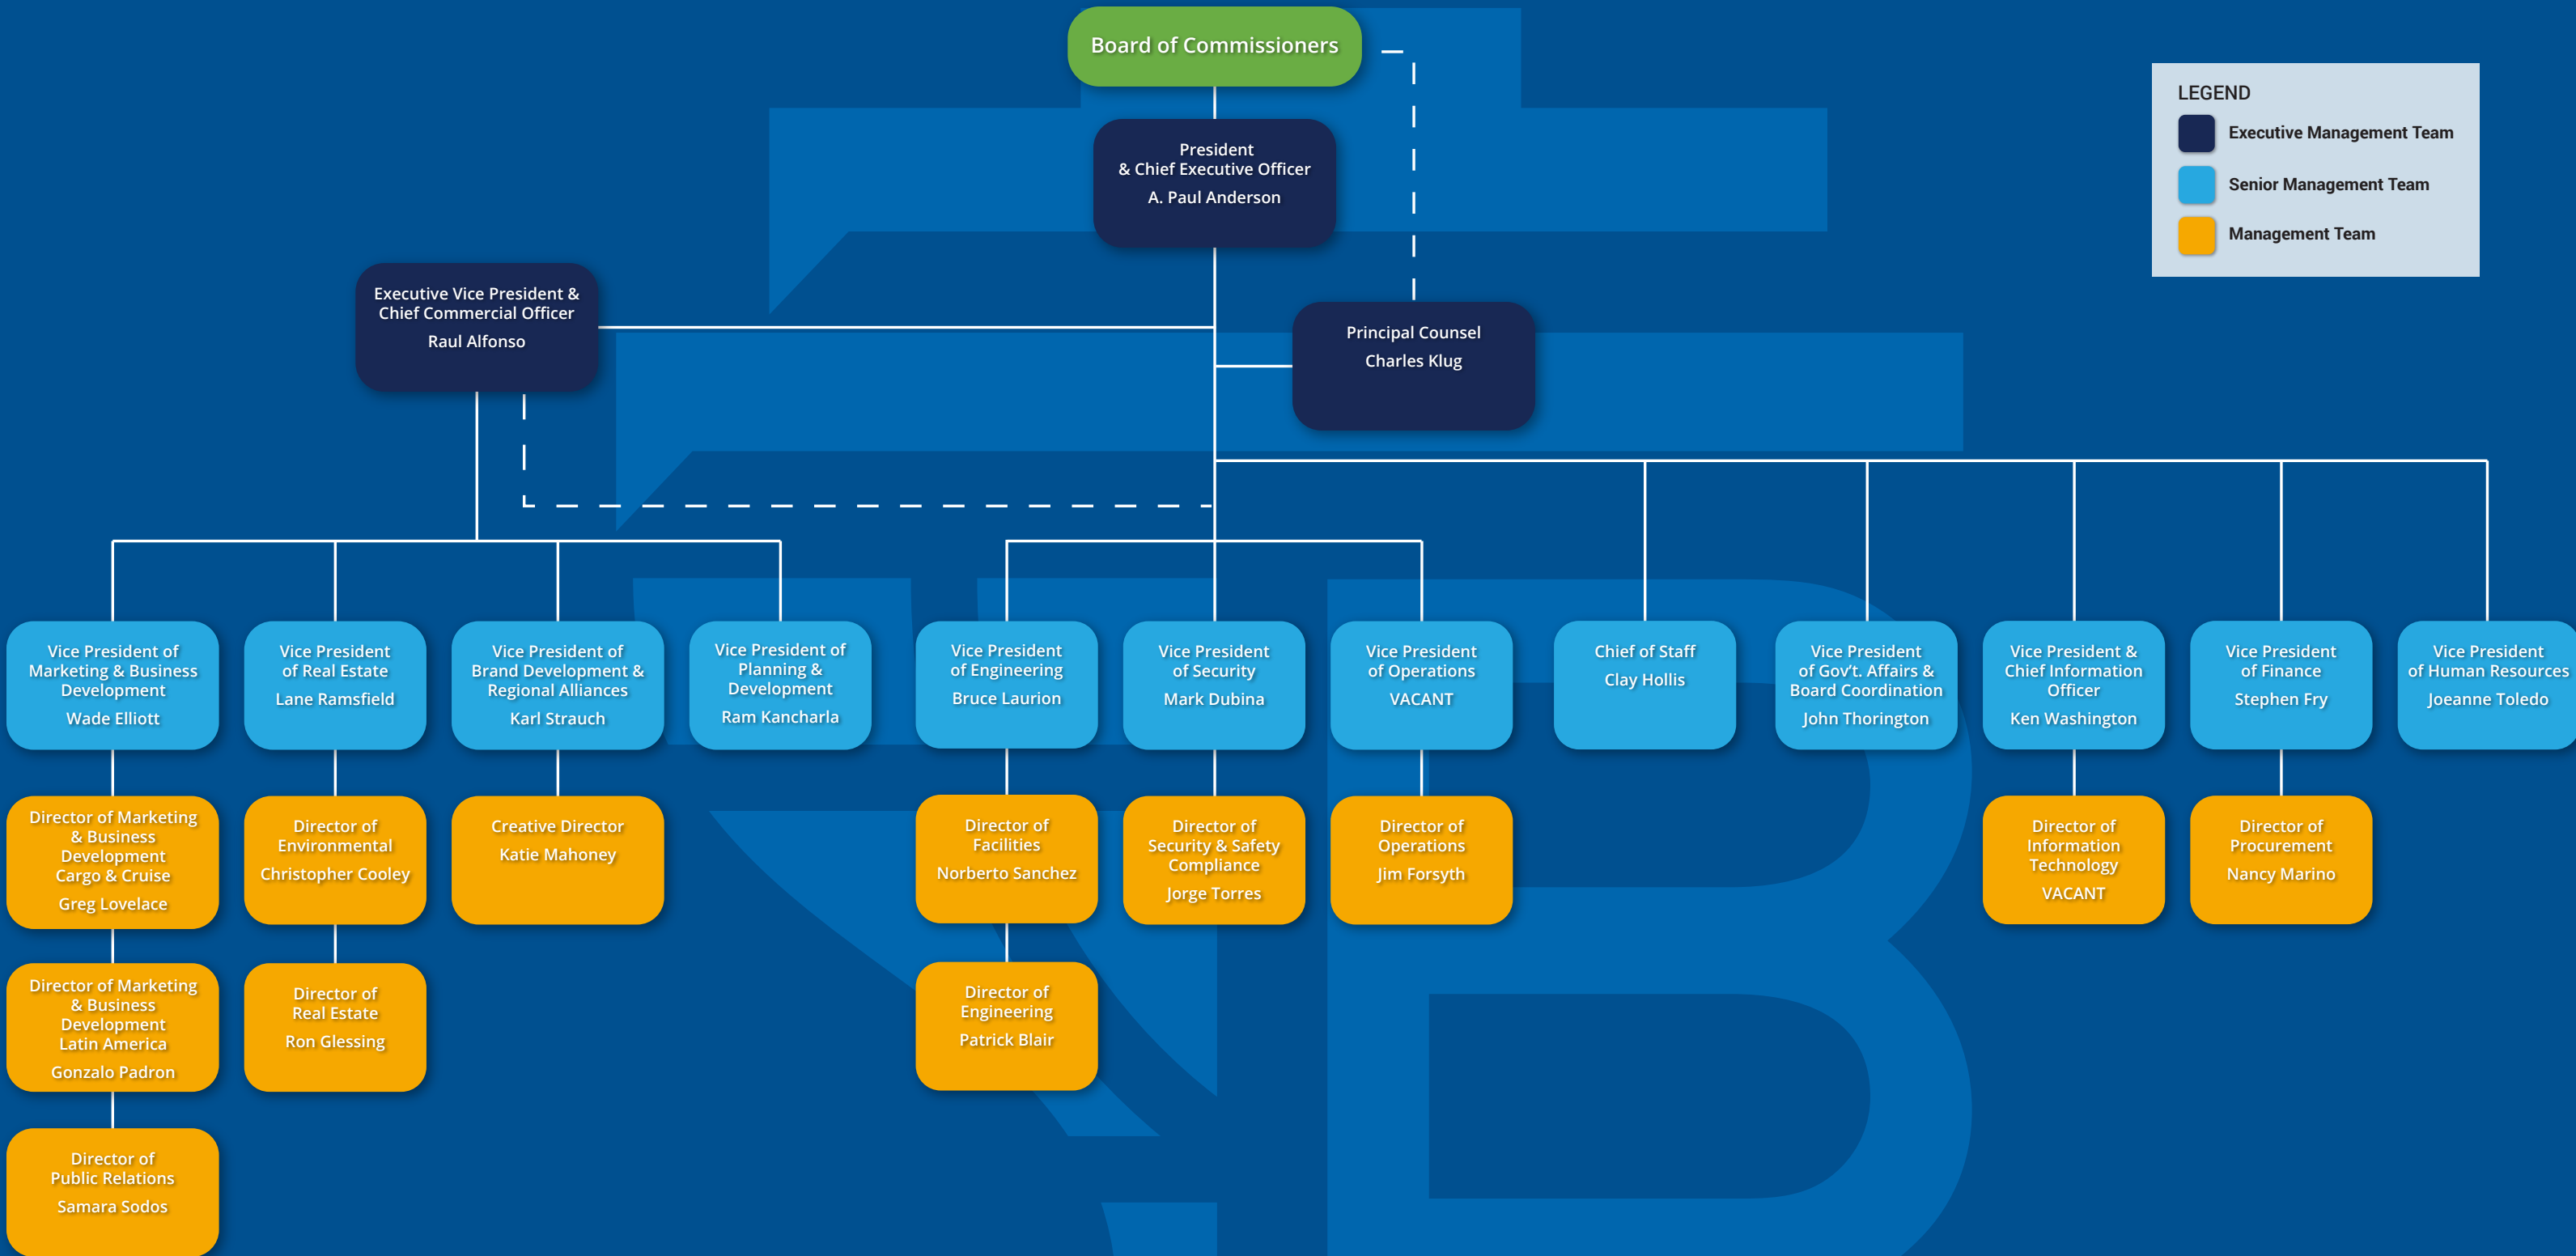 Board of Commissioners
LEGEND
Executive Management Team
Senior Management Team
Management Team
President
& Chief Executive Officer
A. Paul Anderson
Executive Vice President &
Chief Commercial Officer
Raul Alfonso
Principal Counsel
Charles Klug
Vice President of
Marketing & Business
Development
Wade Elliott
Vice President
of Real Estate
Lane Ramsfield
Vice President of
Brand Development &
Regional Alliances
Karl Strauch
Vice President of
Planning &
Development
Ram Kancharla
Vice President
of Engineering
Bruce Laurion
Vice President
of Security
Mark Dubina
Vice President
of Operations
VACANT
Chief of Staff
Clay Hollis
Vice President
of Gov’t. Affairs &
Board Coordination
John Thorington
Vice President &
Chief Information
Officer
Ken Washington
Vice President
of Finance
Stephen Fry
Vice President
of Human Resources
Joeanne Toledo
Director of Marketing
& Business
Development
Cargo & Cruise
Greg Lovelace
Director of
Environmental
Christopher Cooley
Creative Director
Katie Mahoney
Director of
Facilities
Norberto Sanchez
Director of
Security & Safety
Compliance
Jorge Torres
Director of
Operations
Jim Forsyth
Director of
Information
Technology
VACANT
Director of
Procurement
Nancy Marino
Director of Marketing
& Business
Development
Latin America
Gonzalo Padron
Director of
Real Estate
Ron Glessing
Director of
Engineering
Patrick Blair
Director of
Public Relations
Samara Sodos